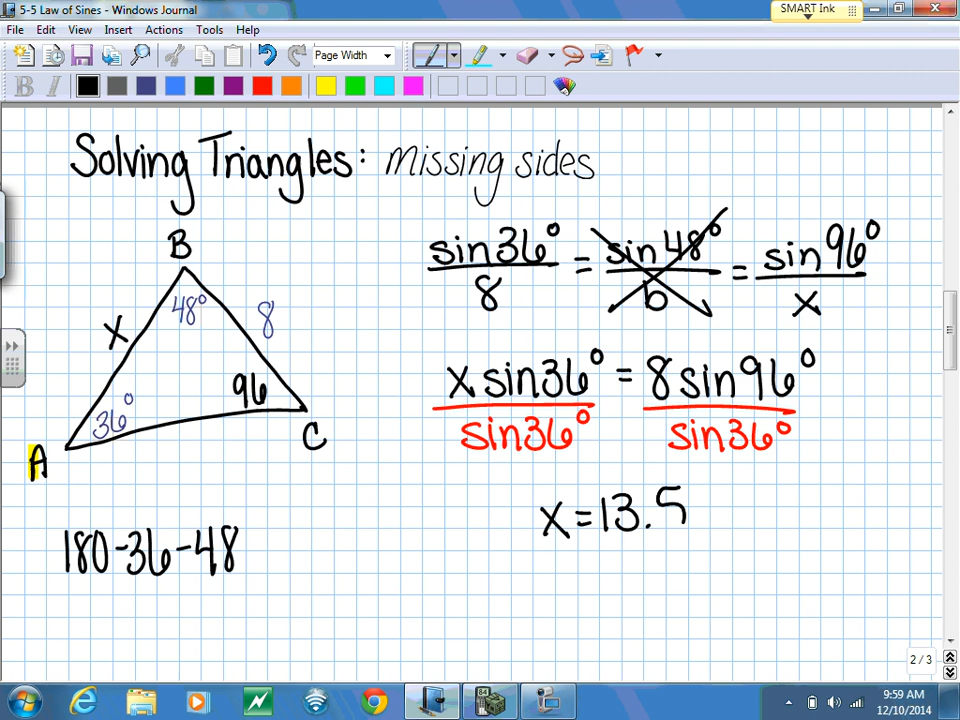 5-5 Law of Sines - Windows Journal
SMART Ink
File Edit View Insert Actions Tools Help
Page Width
B I
Solving Triangles: Missing sides
B
48°
x
8
36°
96
A
C
180-36-48
sin36° = sin48° = sin96°
8 b x
x sin36° = 8 sin96°
sin36° sin36°
x = 13.5
2 / 3
84
9:59 AM
12/10/2014